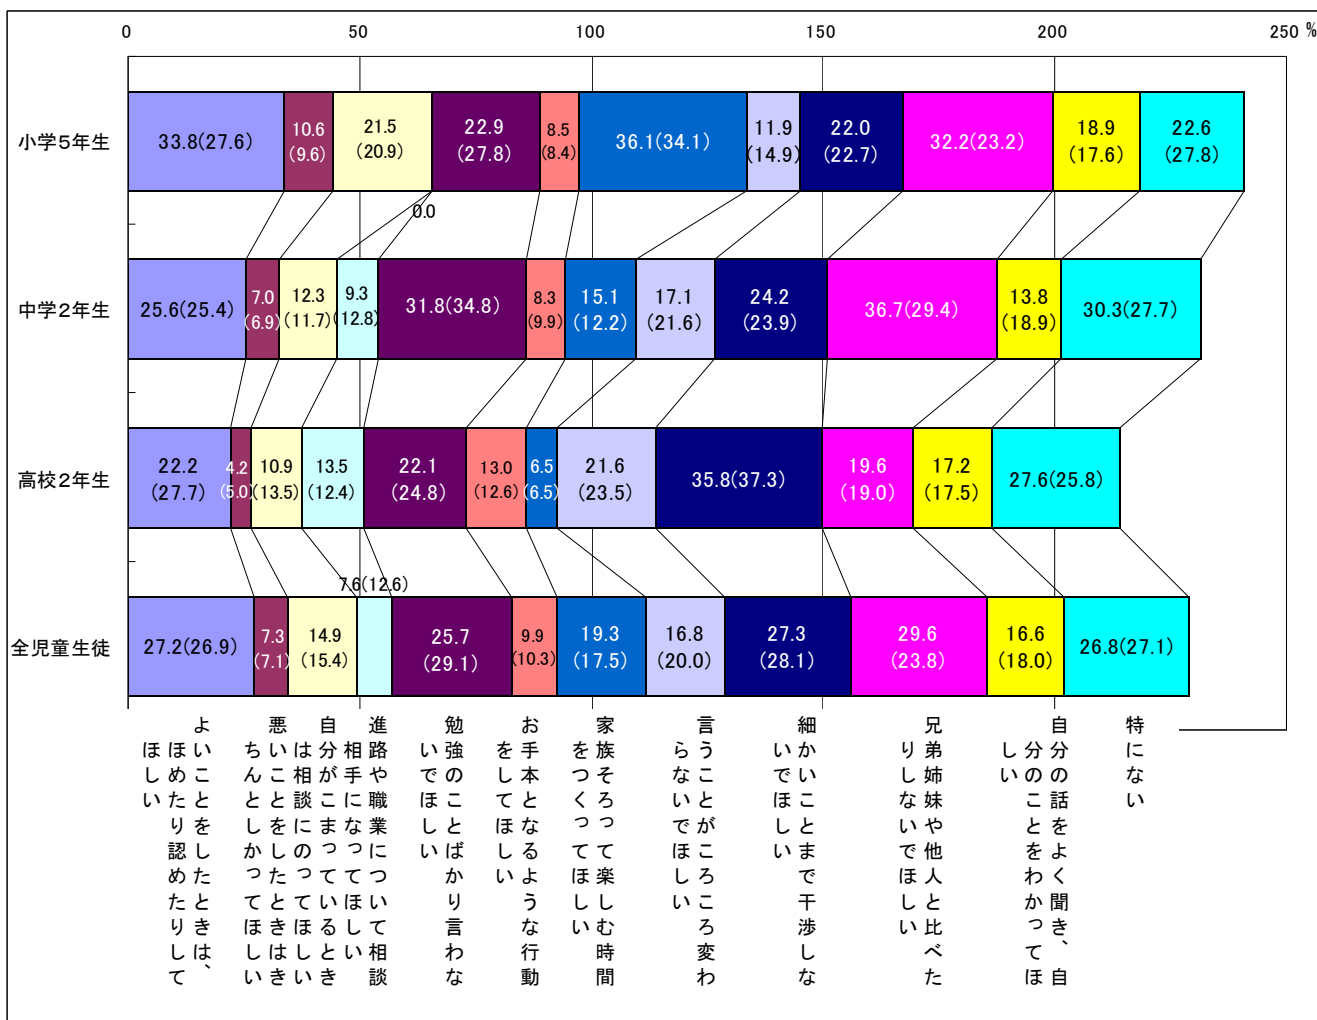 0 50 100 150 200 250 %
小学5年生
33.8(27.6)
10.6
(9.6)
21.5
(20.9)
22.9
(27.8)
8.5
(8.4)
36.1(34.1)
11.9
(14.9)
22.0
(22.7)
32.2(23.2)
18.9
(17.6)
22.6
(27.8)
0.0
中学2年生
25.6(25.4)
7.0
(6.9)
12.3
(11.7)
9.3
(12.8)
31.8(34.8)
8.3
(9.9)
15.1
(12.2)
17.1
(21.6)
24.2
(23.9)
36.7(29.4)
13.8
(18.9)
30.3(27.7)
高校2年生
22.2
(27.7)
4.2
(5.0)
10.9
(13.5)
13.5
(12.4)
22.1
(24.8)
13.0
(12.6)
6.5
(6.5)
21.6
(23.5)
35.8(37.3)
19.6
(19.0)
17.2
(17.5)
27.6(25.8)
7.6(12.6)
全児童生徒
27.2(26.9)
7.3
(7.1)
14.9
(15.4)
25.7
(29.1)
9.9
(10.3)
19.3
(17.5)
16.8
(20.0)
27.3
(28.1)
29.6
(23.8)
16.6
(18.0)
26.8(27.1)
よいことをしたときは、
ほめたり認めたりして
ほしい
悪いことをしたときはき
ちんとしかってほしい
自分がこまっているとき
は相談にのってほしい
進路や職業について相談
相手になってほしい
勉強のことばかり言わな
いでほしい
お手本となるような行動
をしてほしい
家族そろって楽しむ時間
をつくってほしい
言うことがころころ変わ
らないでほしい
細かいことまで干渉しな
いでほしい
兄弟姉妹や他人と比べた
りしないでほしい
自分の話をよく聞き、自
分のことをわかってほ
しい
特にない